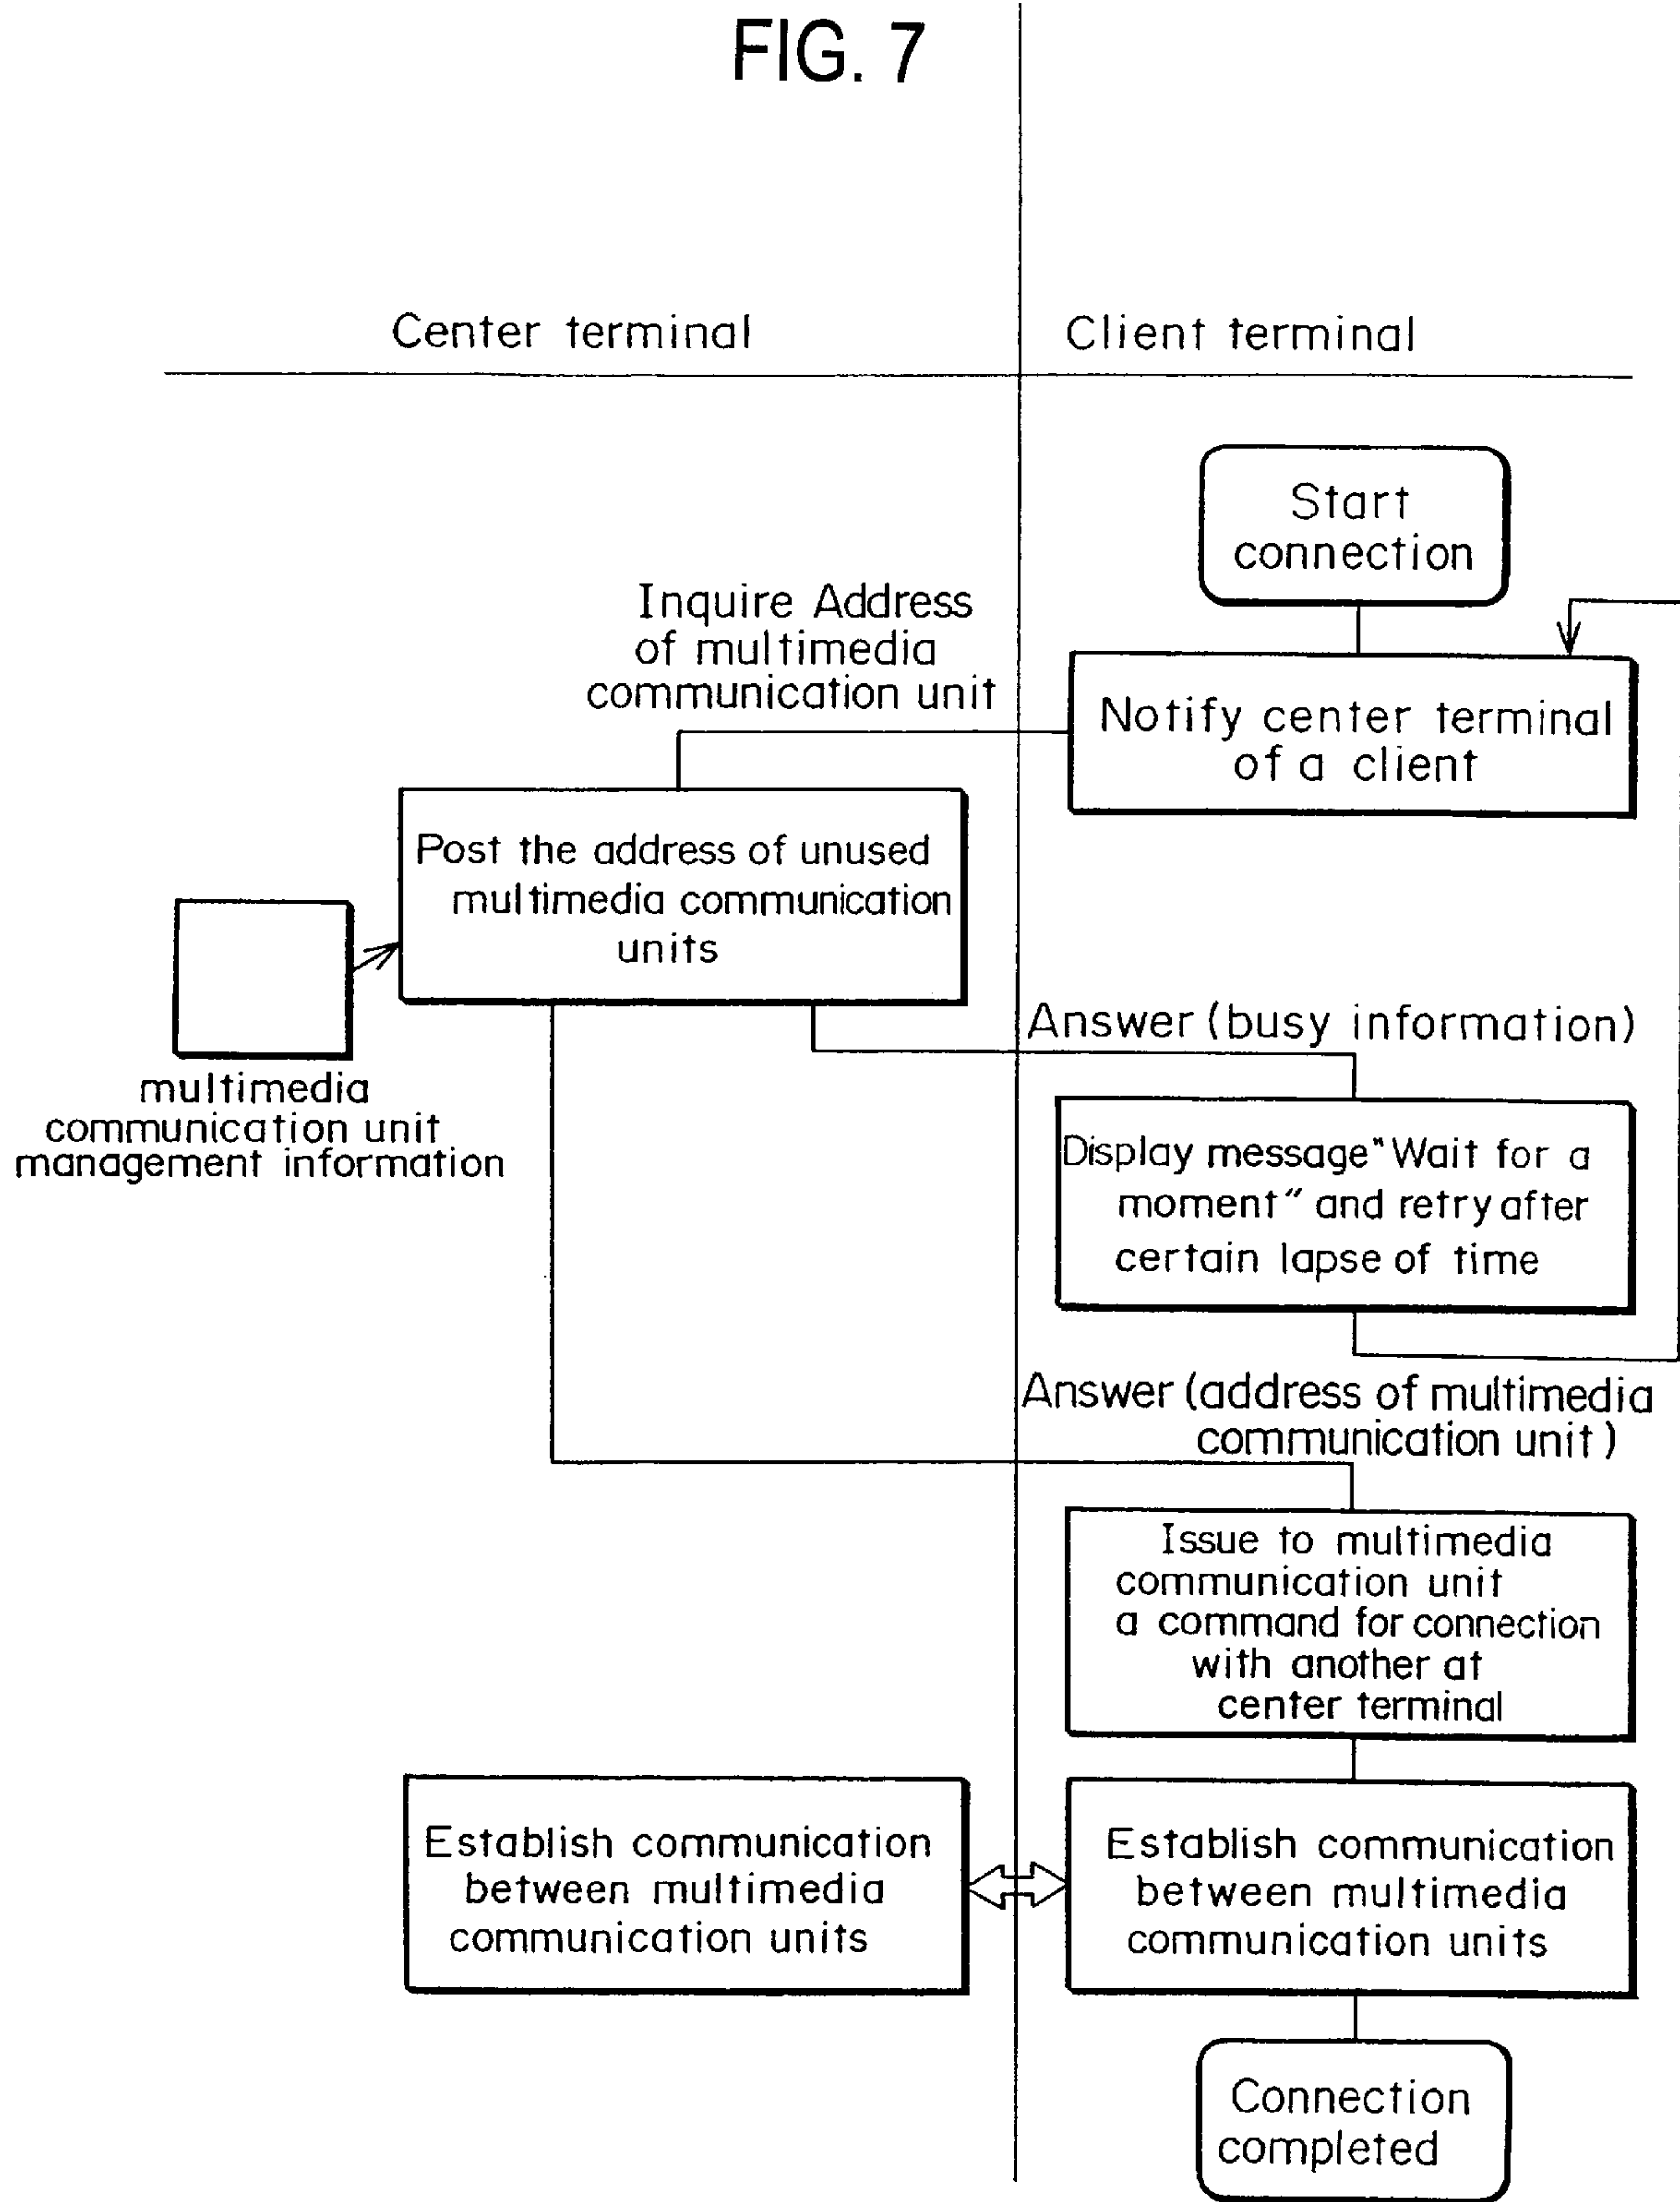 FIG. 7
Center terminal
Client terminal
Start
connection
Inquire Address
of multimedia
communication unit
Notify center terminal
of a client
Post the address of unused
multimedia communication
units
multimedia
communication unit
management information
Answer (busy information)
Display message "Wait for a
moment" and retry after
certain lapse of time
Answer (address of multimedia
communication unit)
Issue to multimedia
communication unit
a command for connection
with another at
center terminal
Establish communication
between multimedia
communication units
Establish communication
between multimedia
communication units
Connection
completed